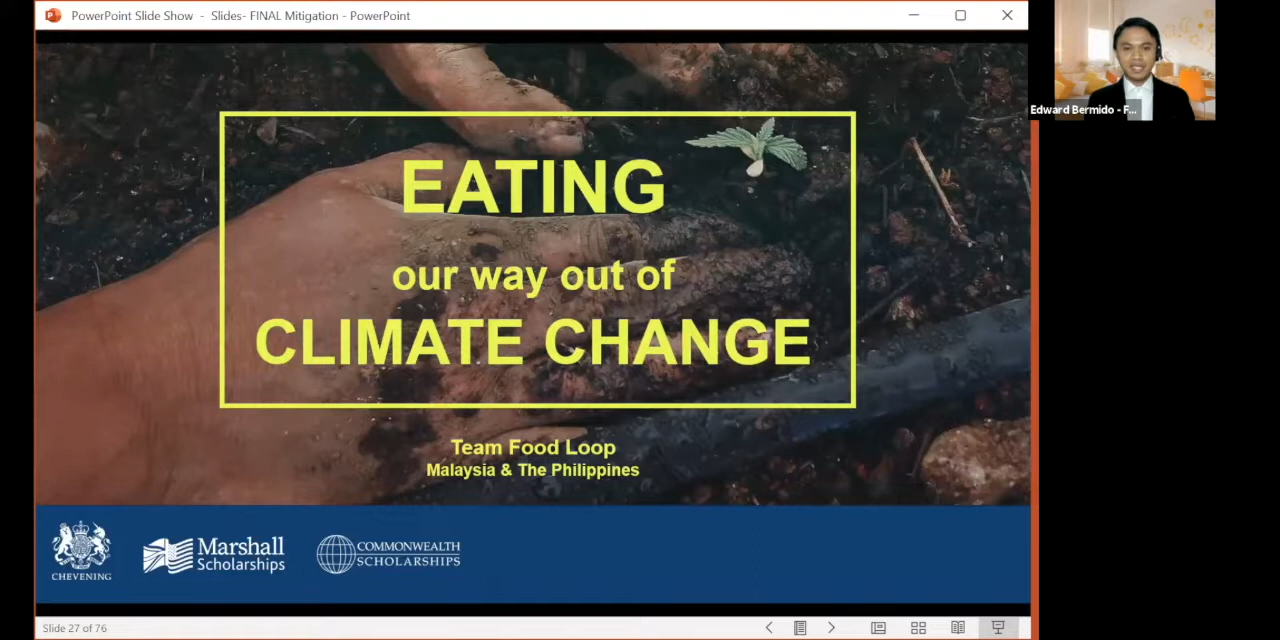 PowerPoint Slide Show - Slides- FINAL Mitigation - PowerPoint
Edward Bermido - F...
EATING
our way out of
CLIMATE CHANGE
Team Food Loop
Malaysia & The Philippines
CHEVENING
Marshall
Scholarships
COMMONWEALTH
SCHOLARSHIPS
Slide 27 of 76